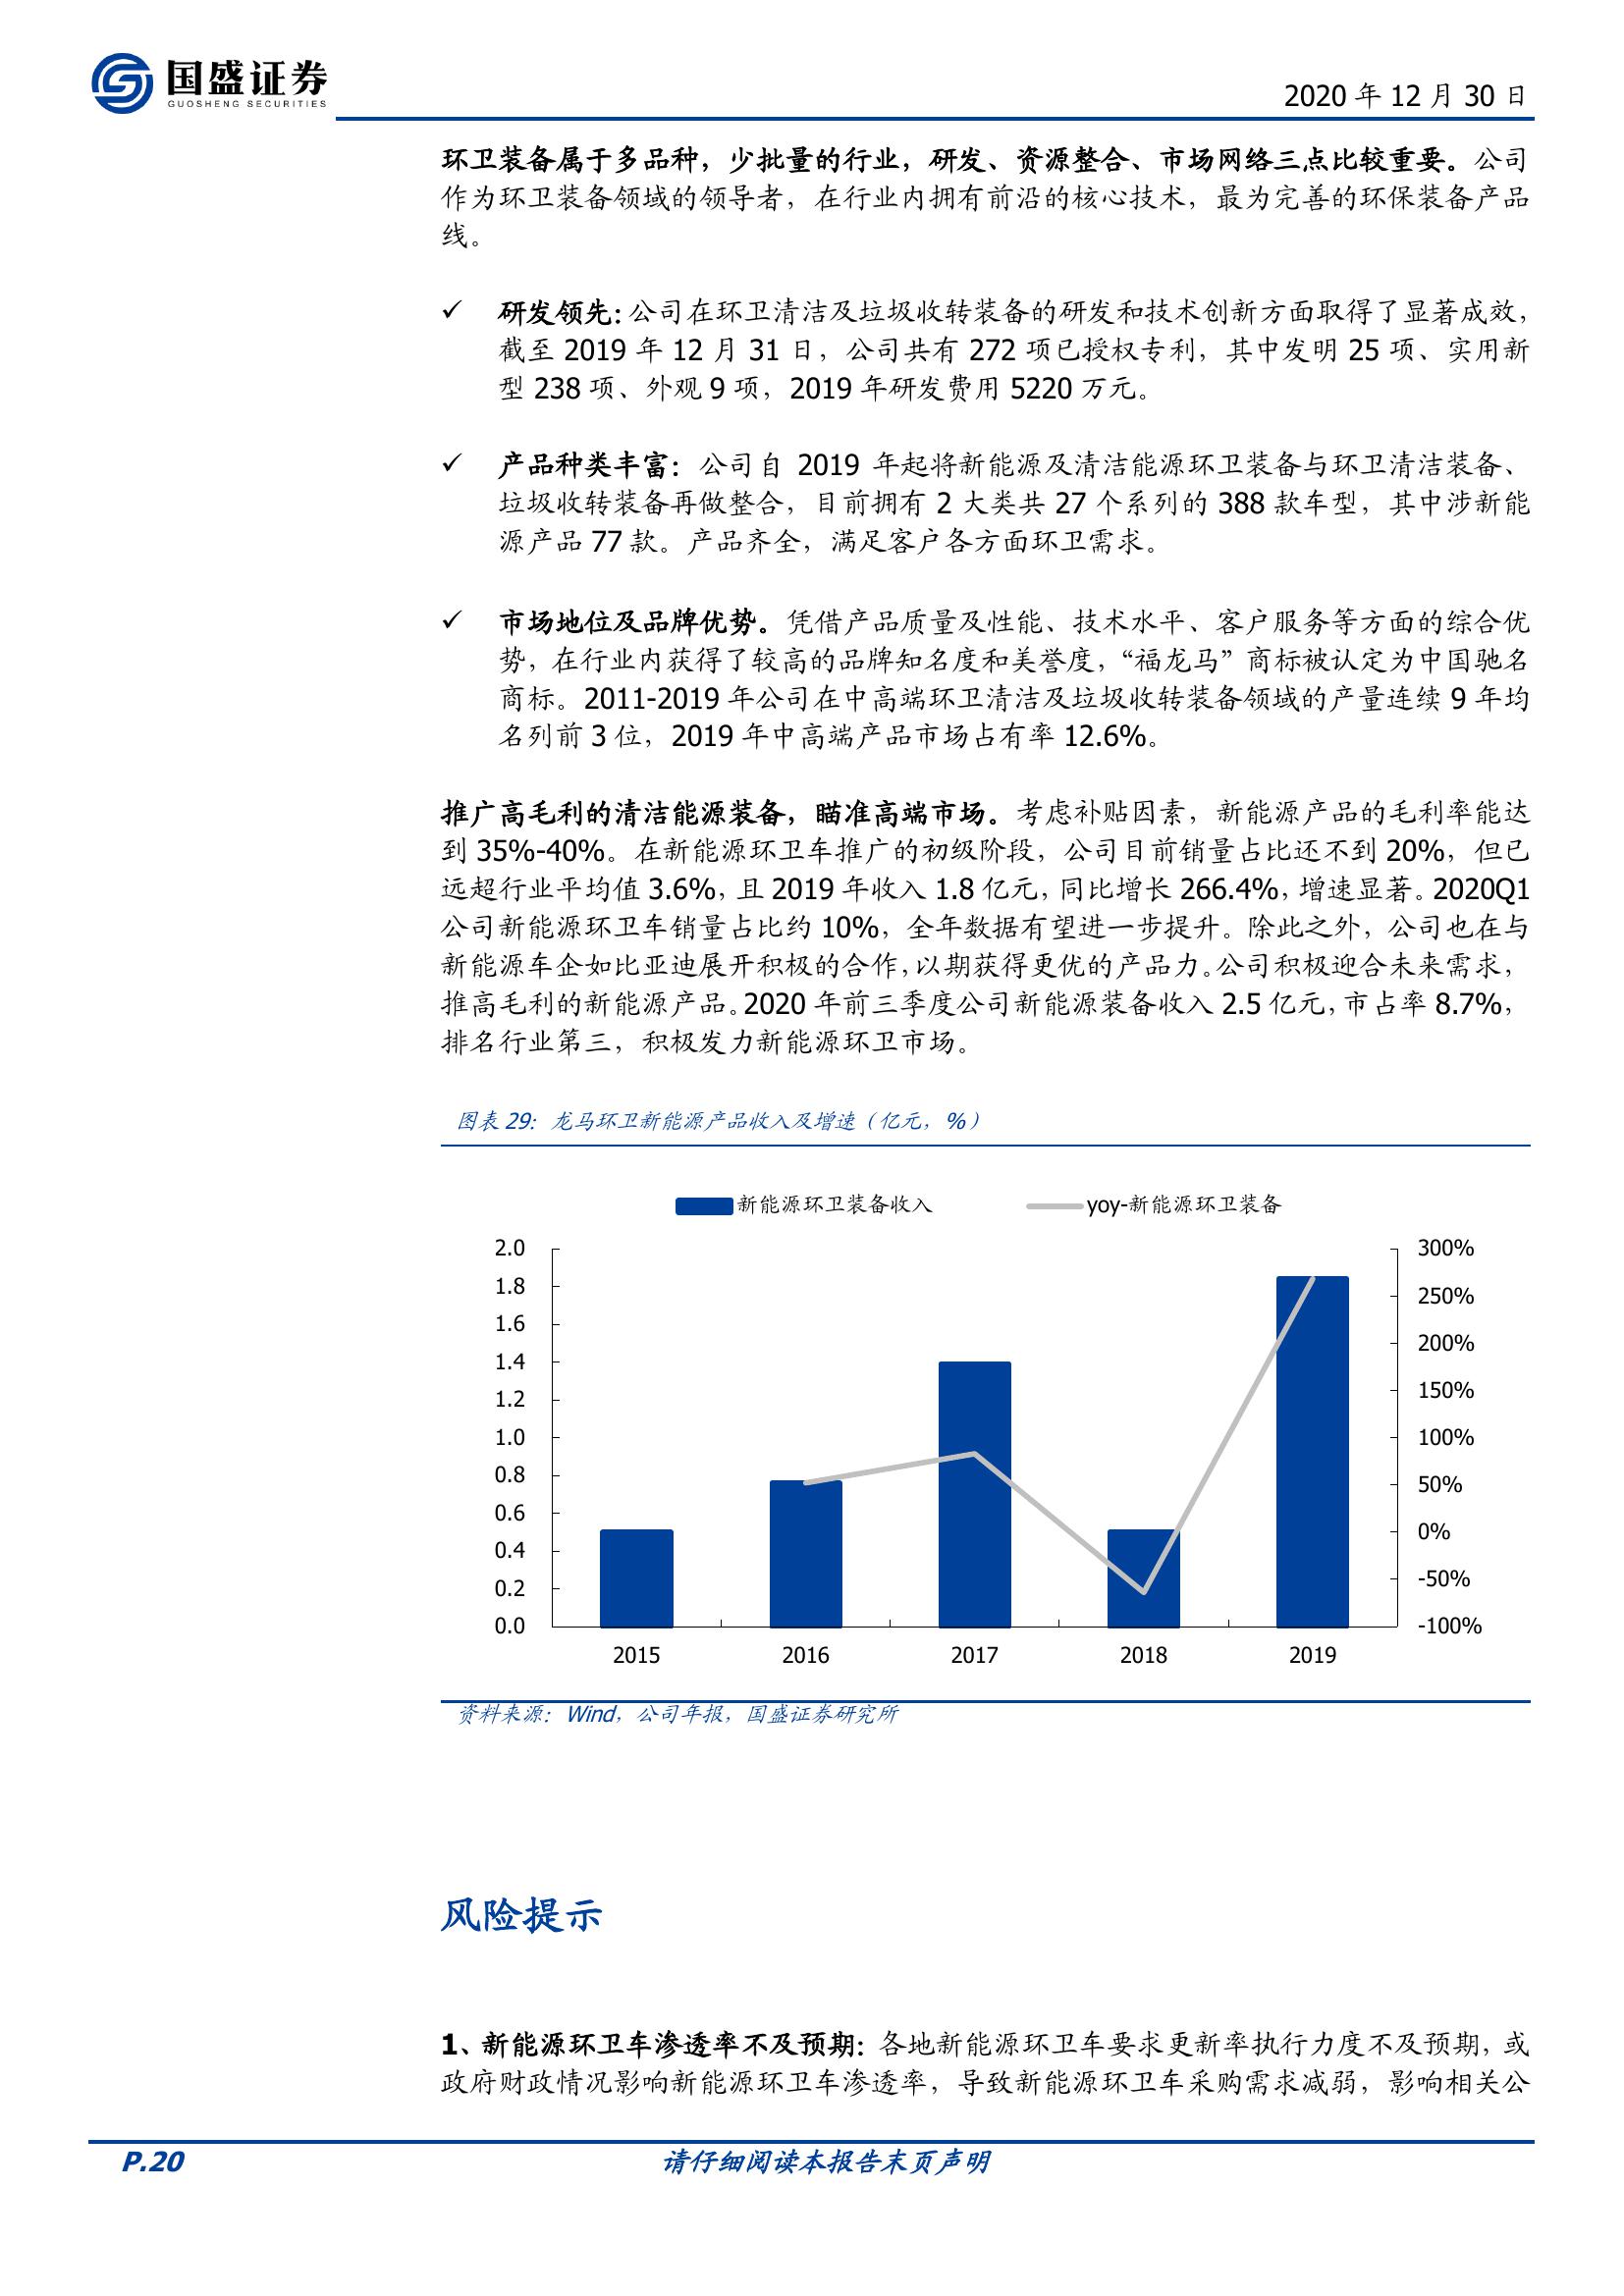 国盛证券
GUOSHENG SECURITIES
2020 年 12 月 30 日
环卫装备属于多品种，少批量的行业，研发、资源整合、市场网络三点比较重要。公司
作为环卫装备领域的领导者，在行业内拥有前沿的核心技术，最为完善的环保装备产品
线。
✓ 研发领先：公司在环卫清洁及垃圾收转装备的研发和技术创新方面取得了显著成效，
截至 2019 年 12 月 31 日，公司共有 272 项已授权专利，其中发明 25 项、实用新
型 238 项、外观 9 项，2019 年研发费用 5220 万元。
✓ 产品种类丰富：公司自 2019 年起将新能源及清洁能源环卫装备与环卫清洁装备、
垃圾收转装备再做整合，目前拥有 2 大类共 27 个系列的 388 款车型，其中涉新能
源产品 77 款。产品齐全，满足客户各方面环卫需求。
✓ 市场地位及品牌优势。凭借产品质量及性能、技术水平、客户服务等方面的综合优
势，在行业内获得了较高的品牌知名度和美誉度，“福龙马”商标被认定为中国驰名
商标。2011-2019 年公司在中高端环卫清洁及垃圾收转装备领域的产量连续 9 年均
名列前 3 位，2019 年中高端产品市场占有率 12.6%。
推广高毛利的清洁能源装备，瞄准高端市场。考虑补贴因素，新能源产品的毛利率能达
到 35%-40%。在新能源环卫车推广的初级阶段，公司目前销量占比还不到 20%，但已
远超行业平均值 3.6%，且 2019 年收入 1.8 亿元，同比增长 266.4%，增速显著。2020Q1
公司新能源环卫车销量占比约 10%，全年数据有望进一步提升。除此之外，公司也在与
新能源车企如比亚迪展开积极的合作，以期获得更优的产品力。公司积极迎合未来需求，
推高毛利的新能源产品。2020 年前三季度公司新能源装备收入 2.5 亿元，市占率 8.7%，
排名行业第三，积极发力新能源环卫市场。
图表 29：龙马环卫新能源产品收入及增速（亿元，%）
新能源环卫装备收入 yoy-新能源环卫装备
2.0 300%
1.8 250%
1.6 200%
1.4 150%
1.2 100%
1.0 50%
0.8 0%
0.6 -50%
0.4 -100%
0.2
0.0
2015 2016 2017 2018 2019
资料来源：Wind，公司年报，国盛证券研究所
风险提示
1、新能源环卫车渗透率不及预期：各地新能源环卫车要求更新率执行力度不及预期，或
政府财政情况影响新能源环卫车渗透率，导致新能源环卫车采购需求减弱，影响相关公
P.20 请仔细阅读本报告末页声明